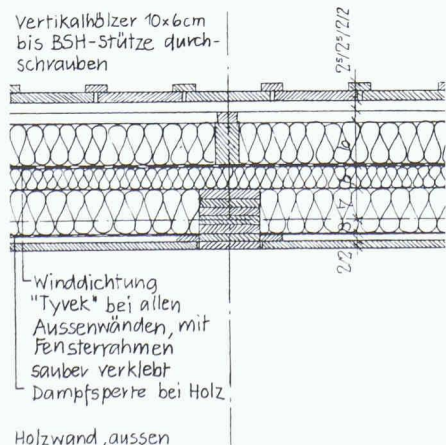 Vertikalhölzer 10x6cm
bis BSH-Stütze durch-
schrauben
Winddichtung
"Tyvek" bei allen
Aussenwänden, mit
Fensterrahmen
sauber verklebt
Dampfsperre bei Holz
Holzwand, aussen